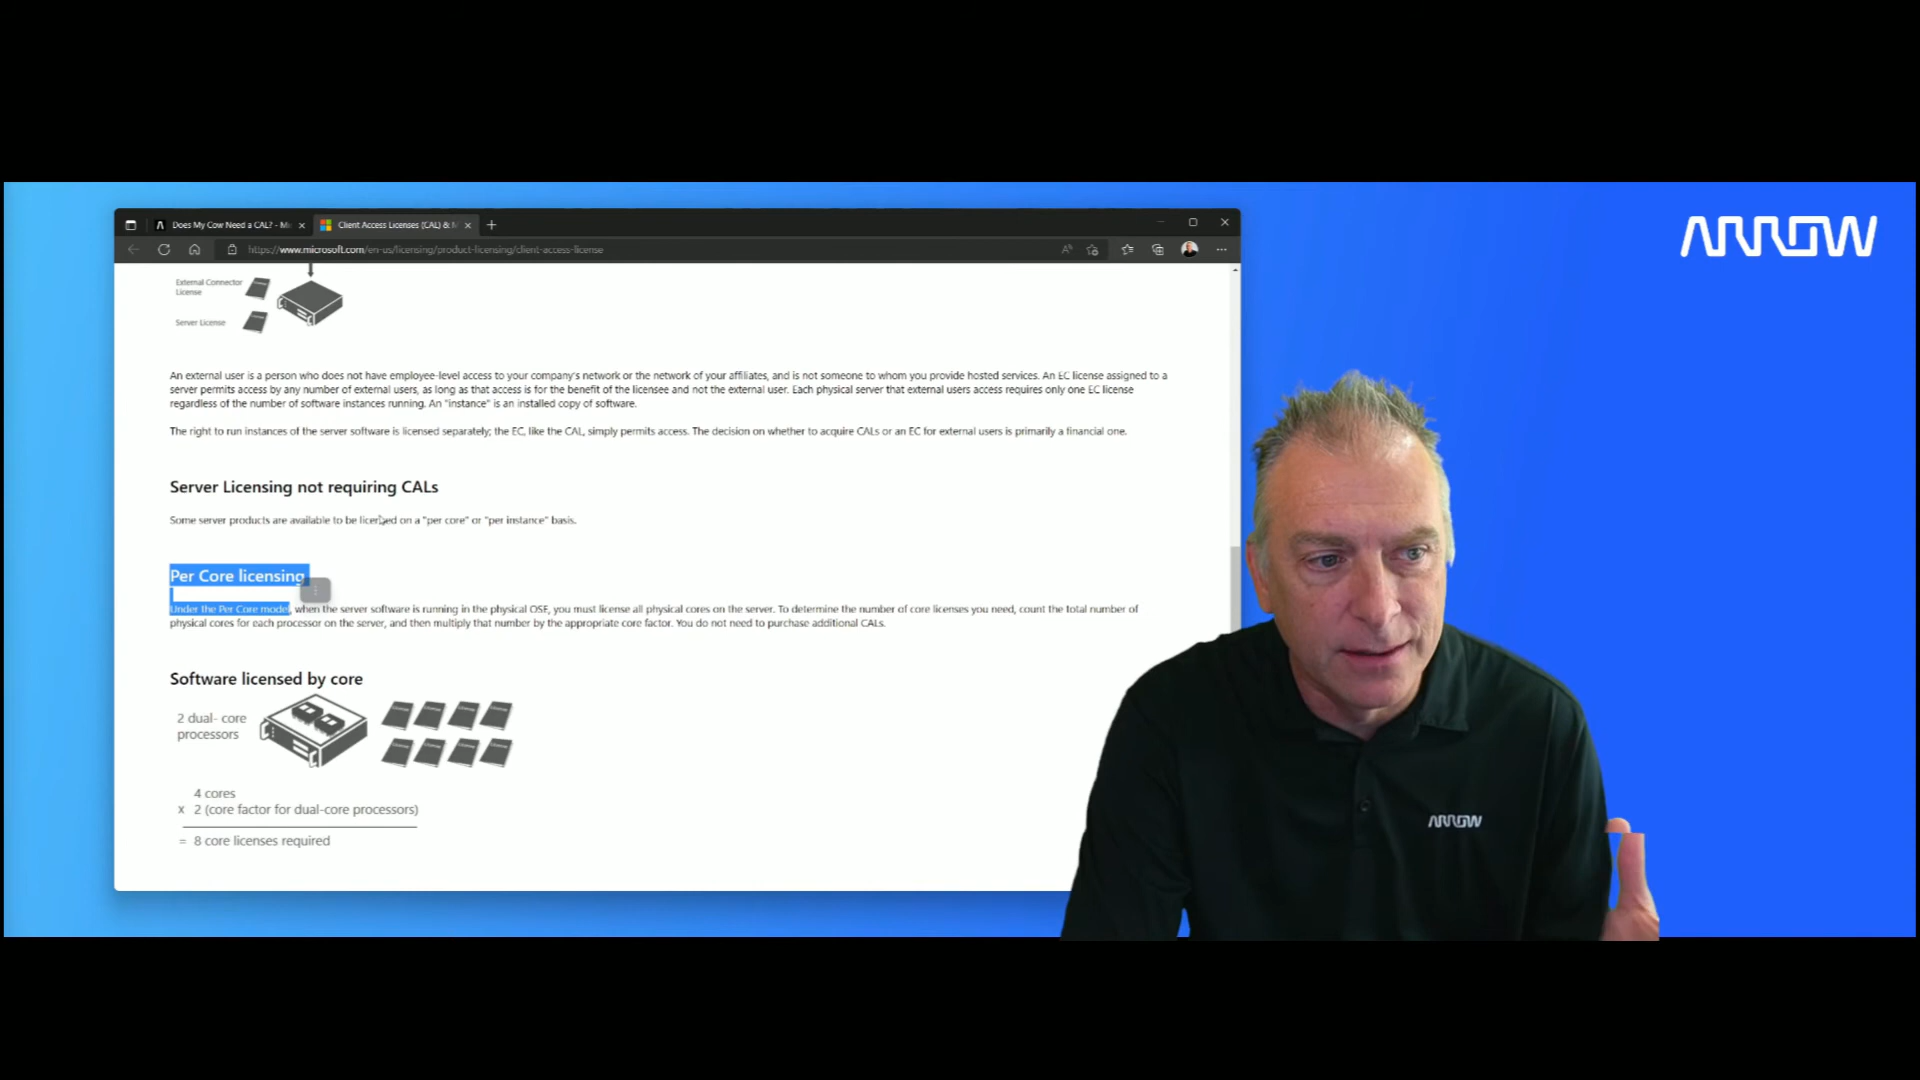 ARROW
Does My Cow Need a CAL? - Mi
Client Access Licenses (CAL) & M
https://www.microsoft.com/en-us/licensing/product-licensing/client-access-license
External Connector
License
Server License
An external user is a person who does not have employee-level access to your company's network or the network of your affiliates, and is not someone to whom you provide hosted services. An EC license assigned to a
server permits access by any number of external users, as long as that access is for the benefit of the licensee and not the external user. Each physical server that external users access requires only one EC license
regardless of the number of software instances running. An "instance" is an installed copy of software.
The right to run instances of the server software is licensed separately; the EC, like the CAL, simply permits access. The decision on whether to acquire CALs or an EC for external users is primarily a financial one.
Server Licensing not requiring CALs
Some server products are available to be licensed on a "per core" or "per instance" basis.
Per Core licensing
Under the Per Core model, when the server software is running in the physical OSE, you must license all physical cores on the server. To determine the number of core licenses you need, count the total number of
physical cores for each processor on the server, and then multiply that number by the appropriate core factor. You do not need to purchase additional CALs.
Software licensed by core
2 dual- core
processors
4 cores
x 2 (core factor for dual-core processors)
= 8 core licenses required
ARROW